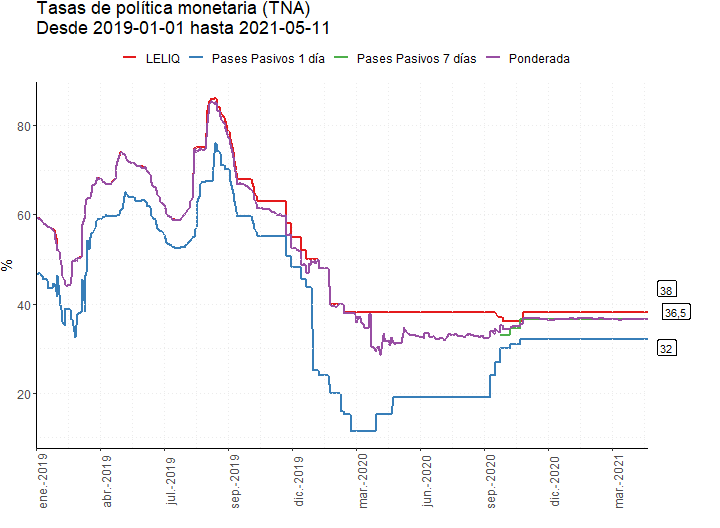 Tasas de política monetaria (TNA)
Desde 2019-01-01 hasta 2021-05-11
LELIQ Pases Pasivos 1 día Pases Pasivos 7 días Ponderada
%
80
60
40
20
38
36,5
32
ene.-2019
abr.-2019
jul.-2019
sep.-2019
dic.-2019
mar.-2020
jun.-2020
sep.-2020
dic.-2020
mar.-2021